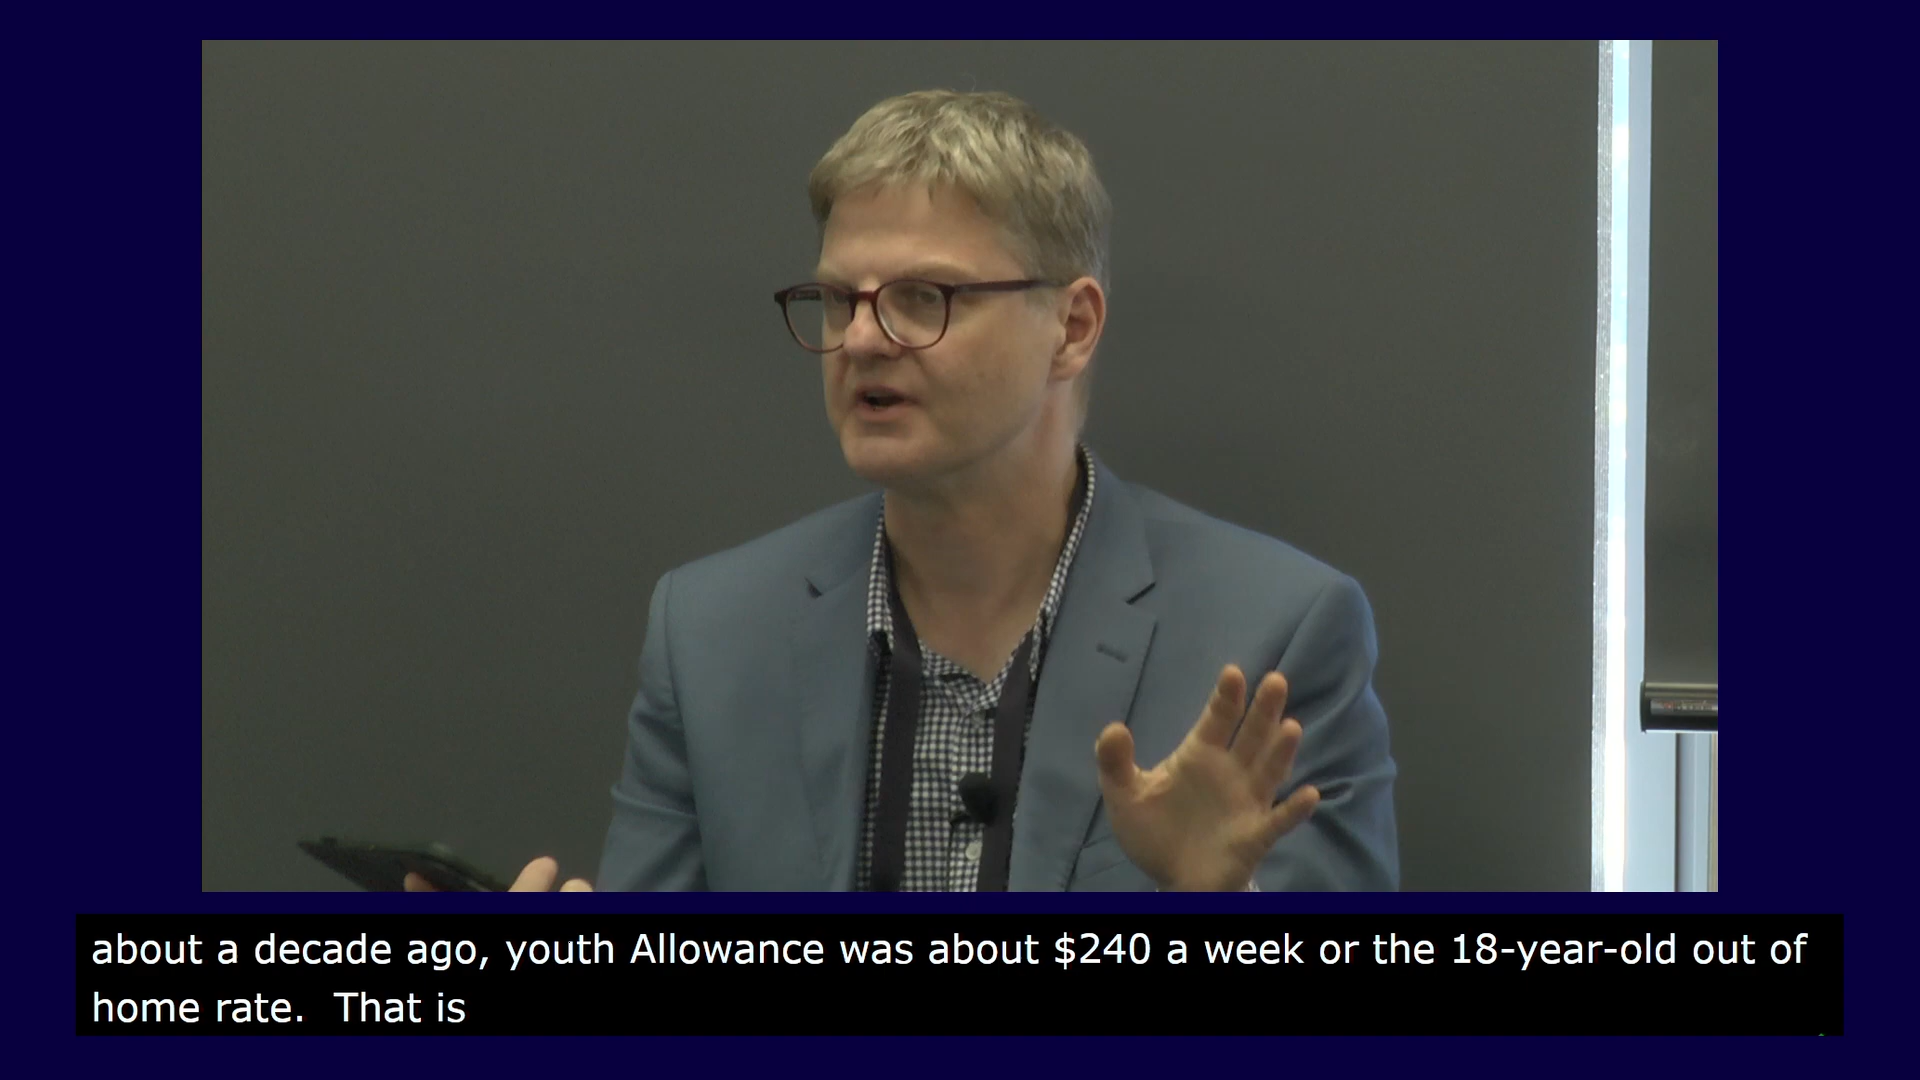 about a decade ago, youth Allowance was about $240 a week or the 18-year-old out of
home rate.  That is